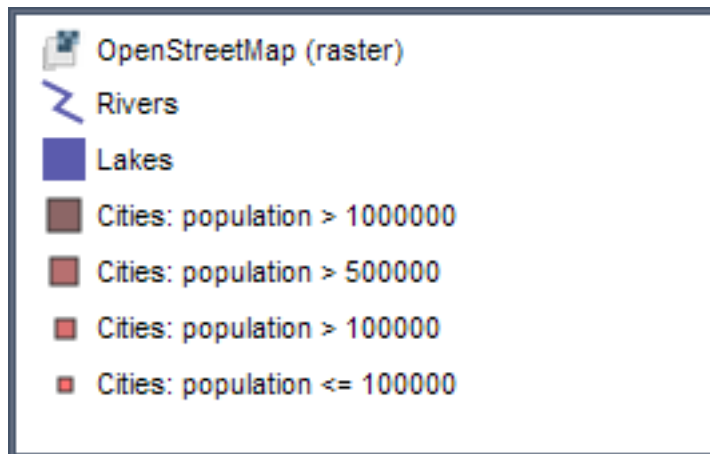 OpenStreetMap (raster)
Rivers
Lakes
Cities: population > 1000000
Cities: population > 500000
Cities: population > 100000
Cities: population <= 100000